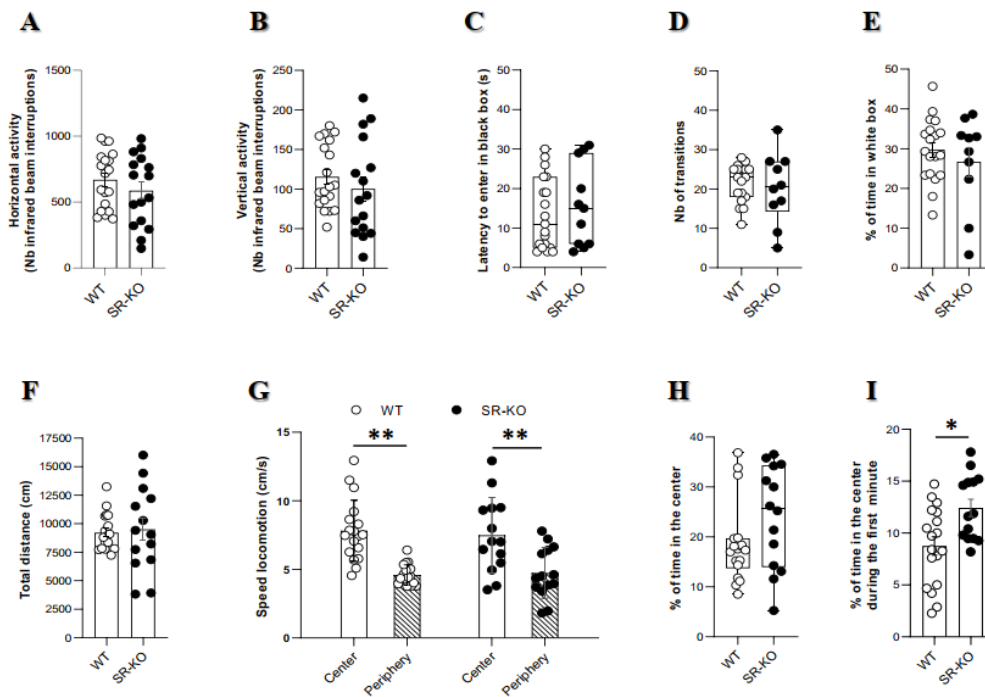 A
B
C
D
E
Horizontal activity
(Nb infrared beam interruptions)
1500
1000
500
0
WT
SR-KO
Vertical activity
(Nb infrared beam interruptions)
250
200
150
100
50
0
WT
SR-KO
Latency to enter in black box (s)
50
40
30
20
10
0
WT
SR-KO
Nb of transitions
50
40
30
20
10
0
WT
SR-KO
% of time in white box
50
40
30
20
10
0
WT
SR-KO
F
G
H
I
Total distance (cm)
17500
15000
12500
10000
7500
5000
2500
0
WT
SR-KO
WT
SR-KO
Speed locomotion (cm/s)
15
10
5
0
**
**
Center
Periphery
Center
Periphery
% of time in the center
40
30
20
10
0
WT
SR-KO
% of time in the center
during the first minute
20
15
10
5
0
*
WT
SR-KO